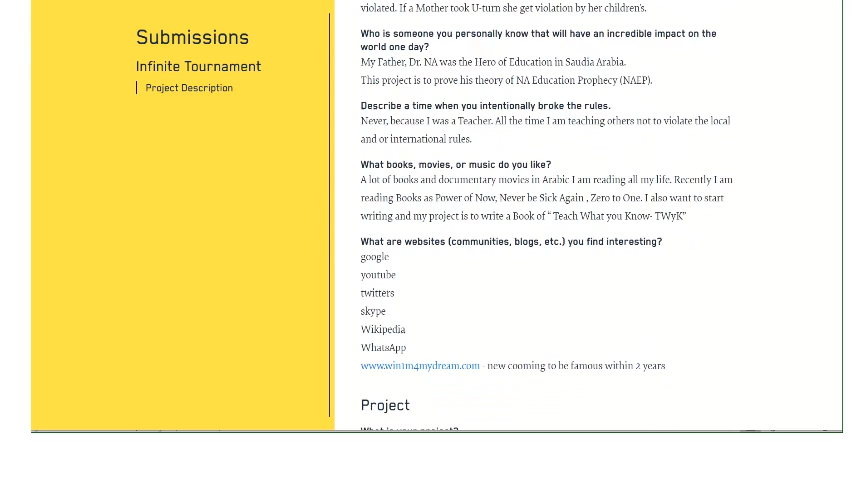 violated. If a Mother took U-turn she get violation by her children's.
Submissions
Infinite Tournament
Project Description
Who is someone you personally know that will have an incredible impact on the
world one day?
My Father, Dr. NA was the Hero of Education in Saudia Arabia.
This project is to prove his theory of NA Education Prophecy (NAEP).
Describe a time when you intentionally broke the rules.
Never, because I was a Teacher. All the time I am teaching others not to violate the local
and or international rules.
What books, movies, or music do you like?
A lot of books and documentary movies in Arabic I am reading all my life. Recently I am
reading Books as Power of Now, Never be Sick Again , Zero to One. I also want to start
writing and my project is to write a Book of “ Teach What you Know- TWyK”
What are websites (communities, blogs, etc.) you find interesting?
google
youtube
twitters
skype
Wikipedia
WhatsApp
www.win1m4mydream.com - new cooming to be famous within 2 years
Project
What is your project?